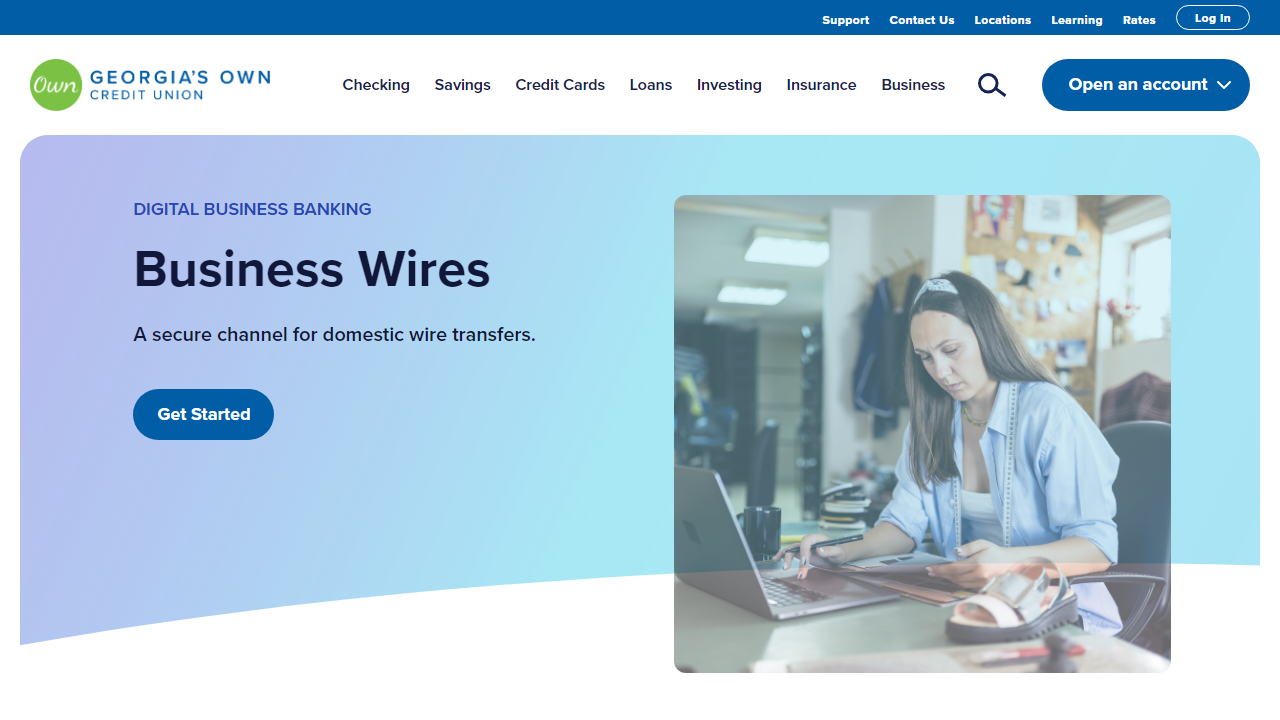 Support Contact Us Locations Learning Rates Log In
Own GEORGIA'S OWN
CREDIT UNION
Checking Savings Credit Cards Loans Investing Insurance Business Open an account
DIGITAL BUSINESS BANKING
Business Wires
A secure channel for domestic wire transfers.
Get Started